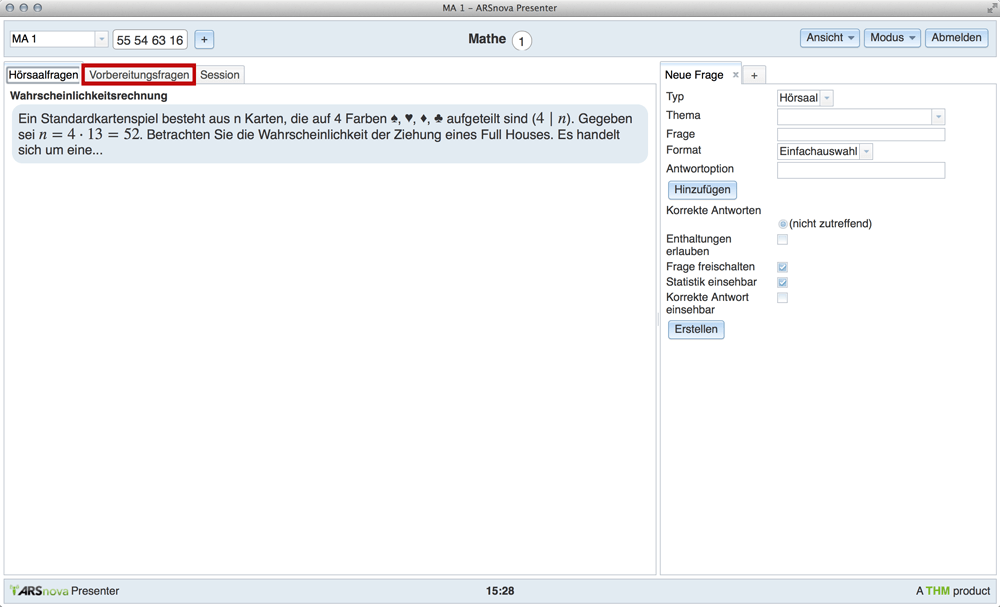 MA 1 – ARSnova Presenter
MA 1
55 54 63 16
+
Mathe 1
Ansicht
Modus
Abmelden
Hörsaalfragen
Vorbereitungsfragen
Session
Wahrscheinlichkeitsrechnung
Ein Standardkartenspiel besteht aus n Karten, die auf 4 Farben ♠, ♥, ♦, ♣ aufgeteilt sind (4 | n). Gegeben
sei n = 4 · 13 = 52. Betrachten Sie die Wahrscheinlichkeit der Ziehung eines Full Houses. Es handelt
sich um eine...
Neue Frage ×
+
Typ
Hörsaal
Thema
Frage
Format
Einfachauswahl
Antwortoption
Hinzufügen
Korrekte Antworten
(nicht zutreffend)
Enthaltungen
erlauben
Frage freischalten
Statistik einsehbar
Korrekte Antwort
einsehbar
Erstellen
ARSnova Presenter
15:28
A THM product